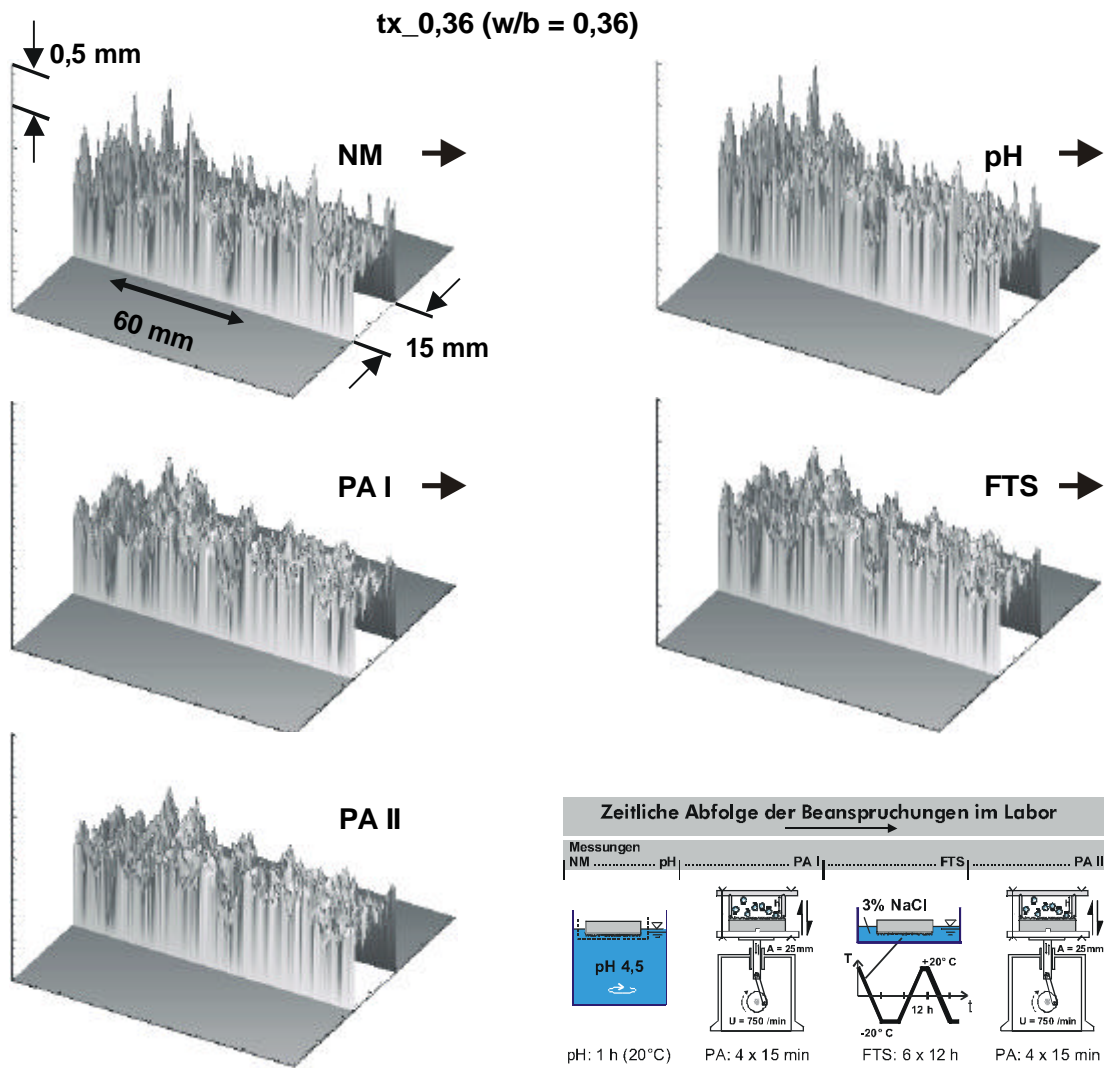 tx_0,36 (w/b = 0,36)
0,5 mm
NM
pH
60 mm
15 mm
PA I
FTS
PA II
Zeitliche Abfolge der Beanspruchungen im Labor
Messungen
NM ............ pH
............................ PA I
............................ FTS
............................ PA II
pH 4,5
A = 25mm
U = 750 /min
3% NaCl
T
+20° C
12 h
t
-20° C
A = 25mm
U = 750 /min
pH: 1 h (20°C)
PA: 4 x 15 min
FTS: 6 x 12 h
PA: 4 x 15 min